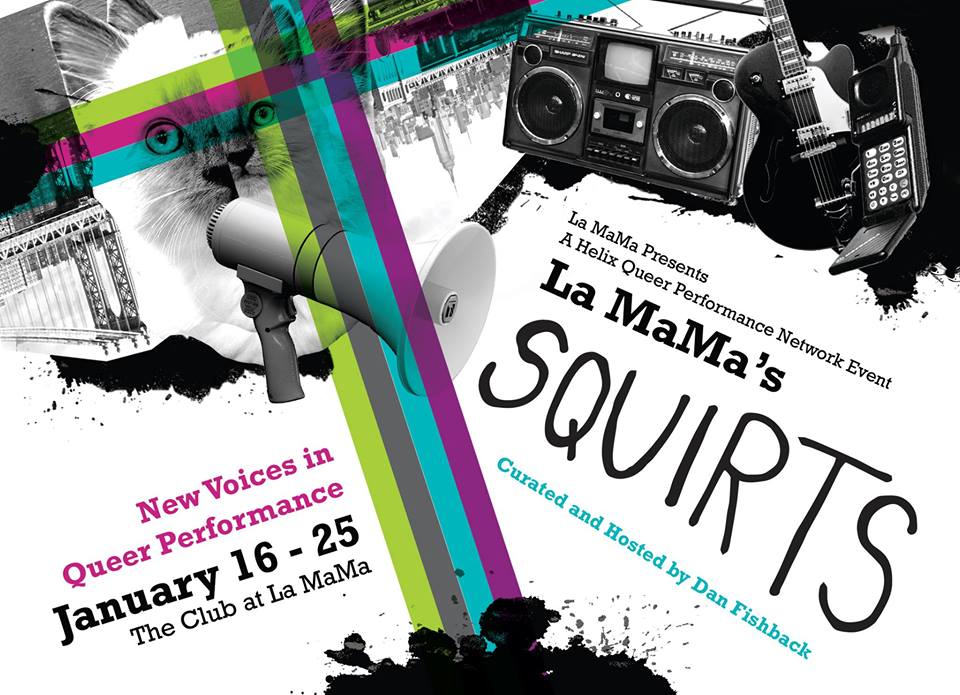 La MaMa Presents
A Helix Queer Performance Network Event
La MaMa's
SQUIRTS
Curated and Hosted by Dan Fishback
New Voices in
Queer Performance
January 16 - 25
The Club at La MaMa